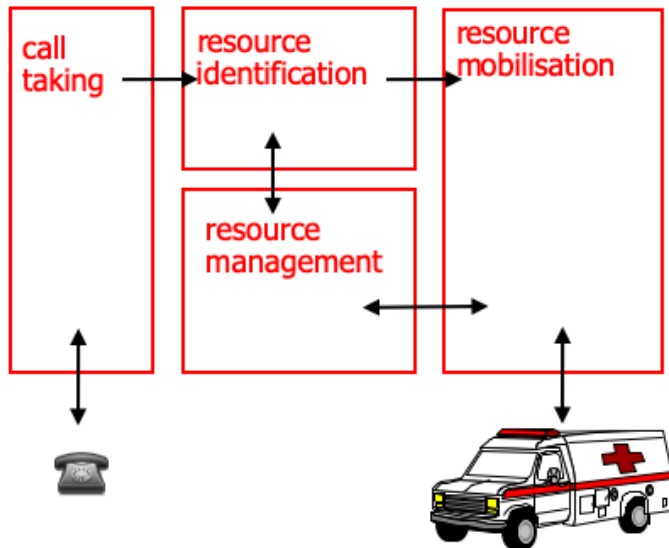 call
taking
resource
identification
resource
mobilisation
resource
management